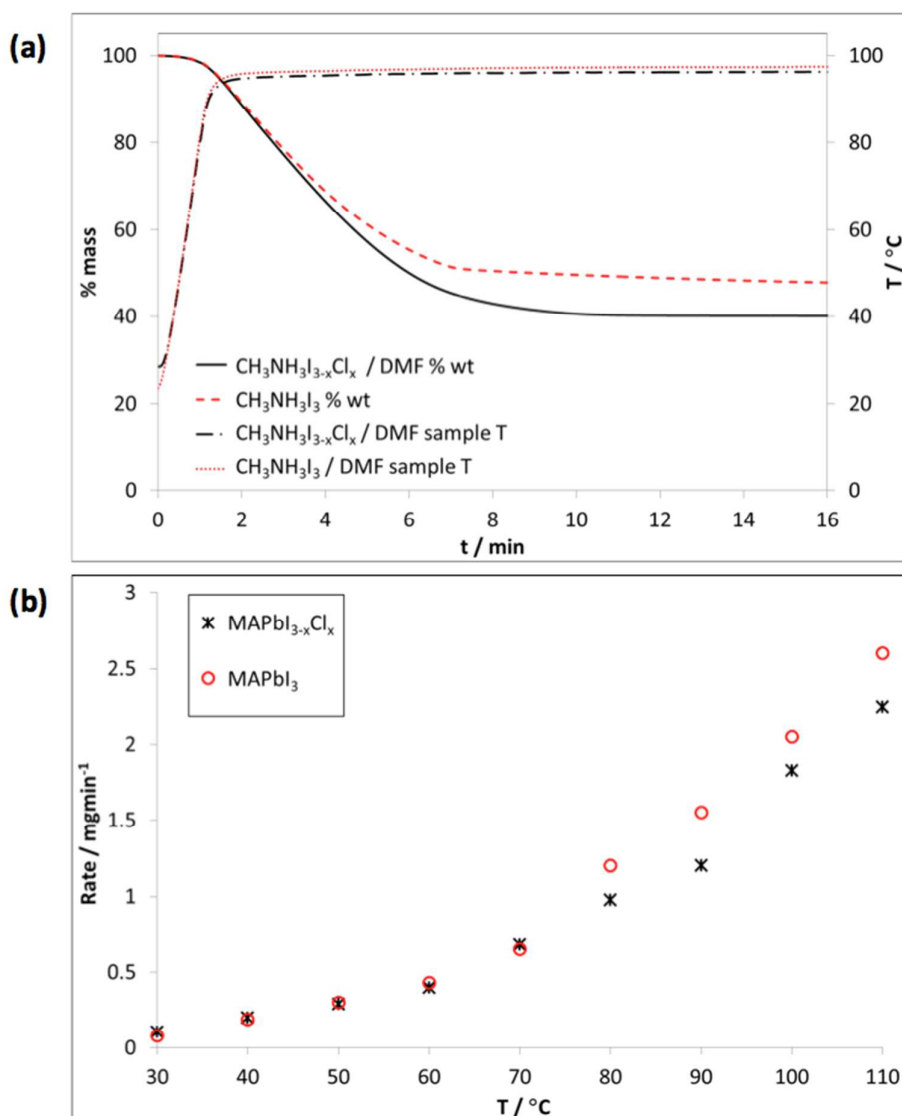 (a)
100
80
60
40
20
0
% mass
100
80
60
40
20
0
T / °C
CH₃NH₃I₃₋ₓClₓ / DMF % wt
CH₃NH₃I₃ % wt
CH₃NH₃I₃₋ₓClₓ / DMF sample T
CH₃NH₃I₃ / DMF sample T
0 2 4 6 8 10 12 14 16
t / min
(b)
3
2.5
2
1.5
1
0.5
0
Rate / mgmin⁻¹
MAPbI₃₋ₓClₓ
MAPbI₃
30 40 50 60 70 80 90 100 110
T / °C